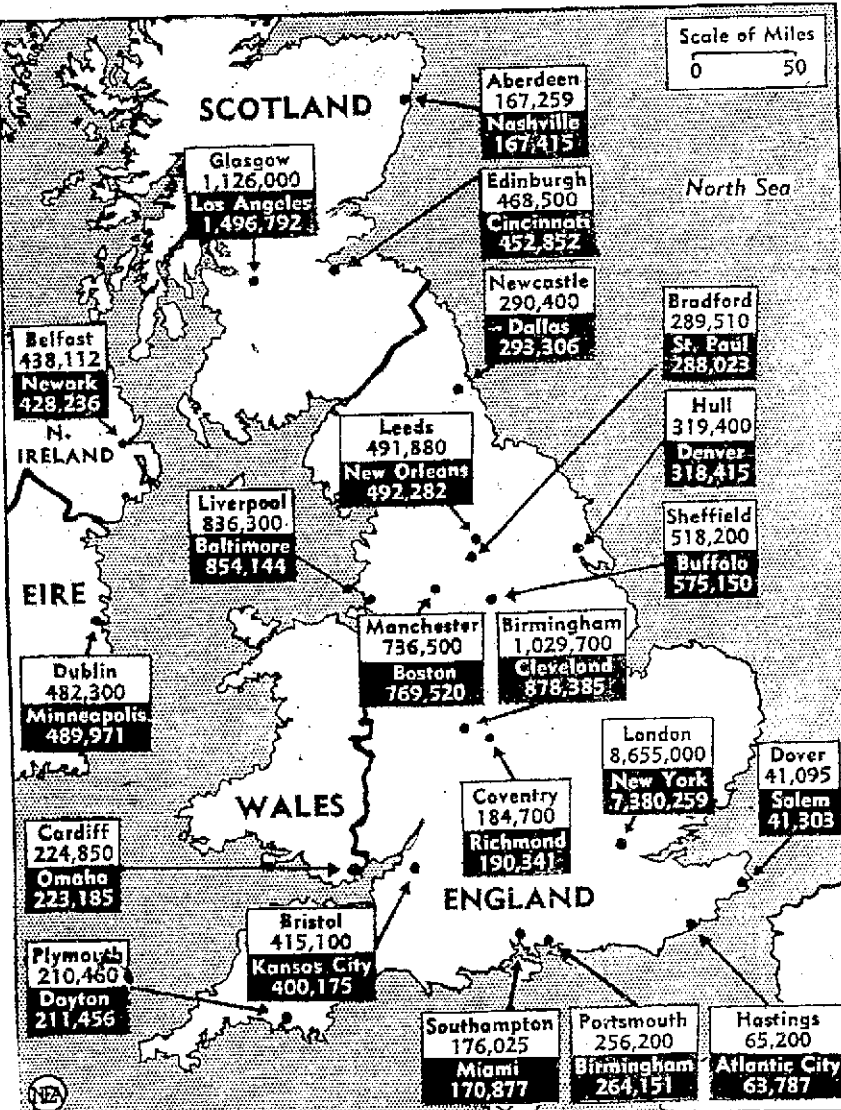 Scale of Miles
0 50
Aberdeen
167,259
Nashville
167,415
SCOTLAND
Glasgow
1,126,000
Los Angeles
1,496,792
Edinburgh
468,500
Cincinnati
452,852
North Sea
Newcastle
290,400
Dallas
293,306
Bradford
289,510
St. Paul
288,023
Belfast
438,112
Newark
428,236
N.
IRELAND
Hull
319,400
Denver
318,415
Leeds
491,880
New Orleans
492,282
Liverpool
836,300
Baltimore
854,144
Sheffield
518,200
Buffalo
575,150
EIRE
Manchester
736,500
Boston
769,520
Birmingham
1,029,700
Cleveland
878,385
Dublin
482,300
Minneapolis
489,971
London
8,655,000
New York
7,380,259
Dover
41,095
Salem
41,303
WALES
Coventry
184,700
Richmond
190,341
Cardiff
224,850
Omaha
223,185
ENGLAND
Bristol
415,100
Kansas City
400,175
Plymouth
210,460
Dayton
211,456
Southampton
176,025
Miami
170,877
Portsmouth
256,200
Birmingham
264,151
Hastings
65,200
Atlantic City
63,787
NEA